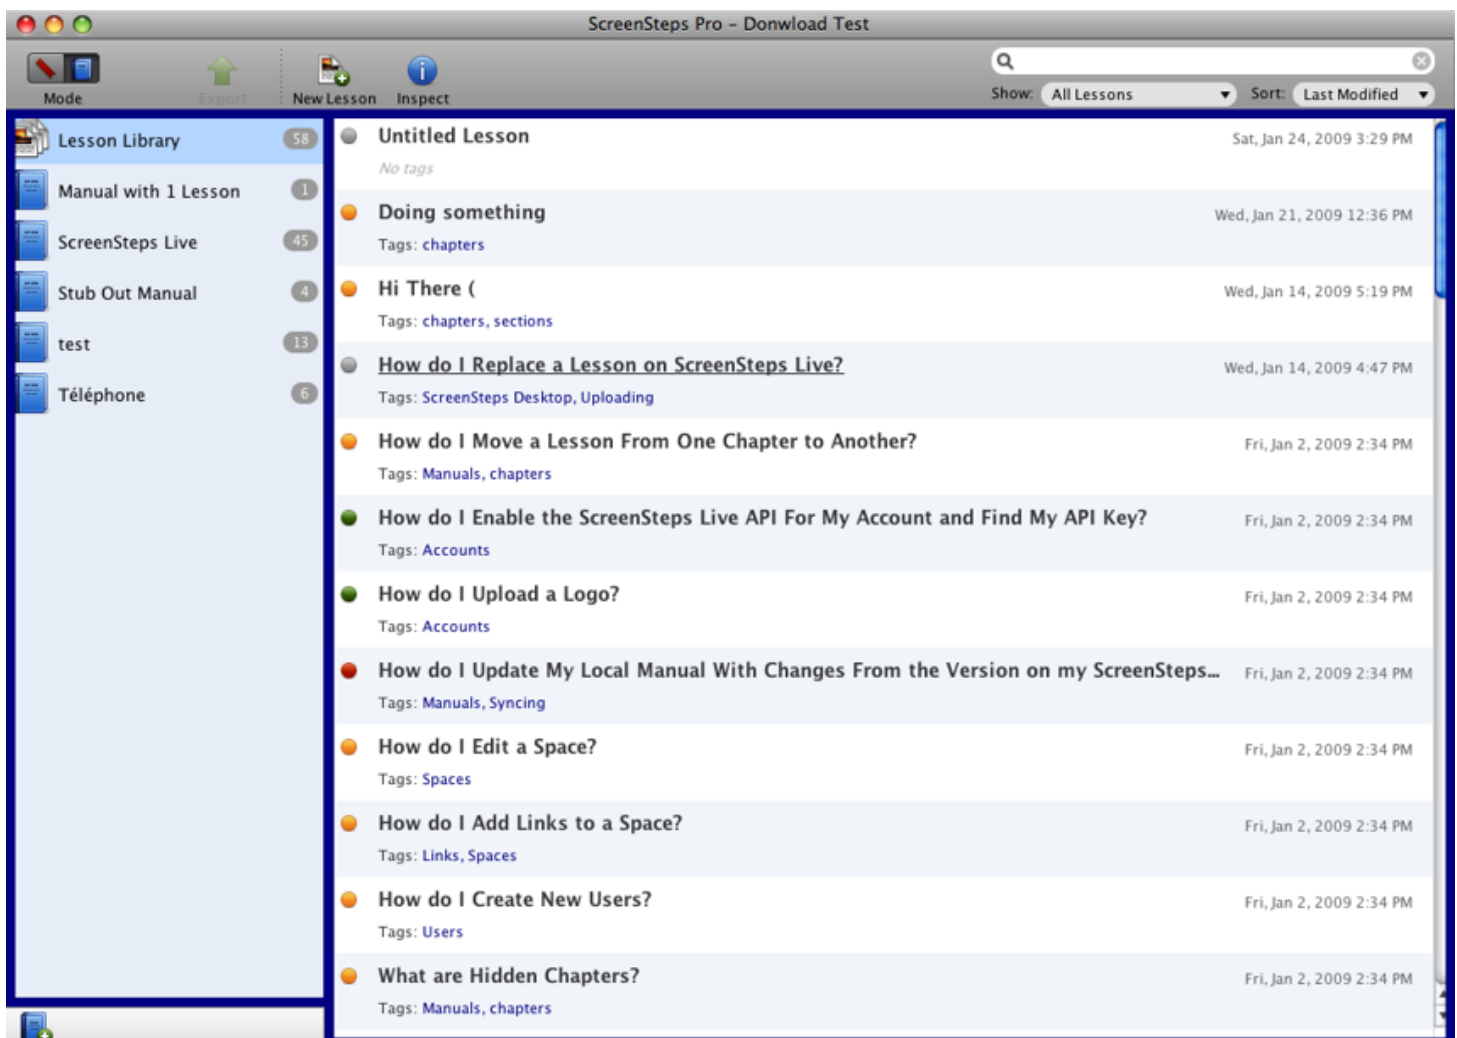 ScreenSteps Pro – Donwload Test
Mode
Export
New Lesson
Inspect
Show: All Lessons
Sort: Last Modified
Lesson Library 58
Manual with 1 Lesson 1
ScreenSteps Live 45
Stub Out Manual 4
test 13
Téléphone 6
Untitled Lesson Sat, Jan 24, 2009 3:29 PM
No tags
Doing something Wed, Jan 21, 2009 12:36 PM
Tags: chapters
Hi There ( Wed, Jan 14, 2009 5:19 PM
Tags: chapters, sections
How do I Replace a Lesson on ScreenSteps Live? Wed, Jan 14, 2009 4:47 PM
Tags: ScreenSteps Desktop, Uploading
How do I Move a Lesson From One Chapter to Another? Fri, Jan 2, 2009 2:34 PM
Tags: Manuals, chapters
How do I Enable the ScreenSteps Live API For My Account and Find My API Key? Fri, Jan 2, 2009 2:34 PM
Tags: Accounts
How do I Upload a Logo? Fri, Jan 2, 2009 2:34 PM
Tags: Accounts
How do I Update My Local Manual With Changes From the Version on my ScreenSteps... Fri, Jan 2, 2009 2:34 PM
Tags: Manuals, Syncing
How do I Edit a Space? Fri, Jan 2, 2009 2:34 PM
Tags: Spaces
How do I Add Links to a Space? Fri, Jan 2, 2009 2:34 PM
Tags: Links, Spaces
How do I Create New Users? Fri, Jan 2, 2009 2:34 PM
Tags: Users
What are Hidden Chapters? Fri, Jan 2, 2009 2:34 PM
Tags: Manuals, chapters